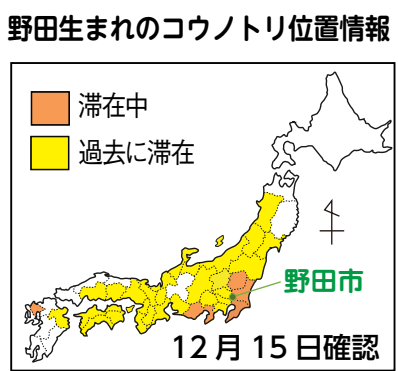 野田生まれのコウノトリ位置情報
滞在中
過去に滞在
野田市
12月15日確認